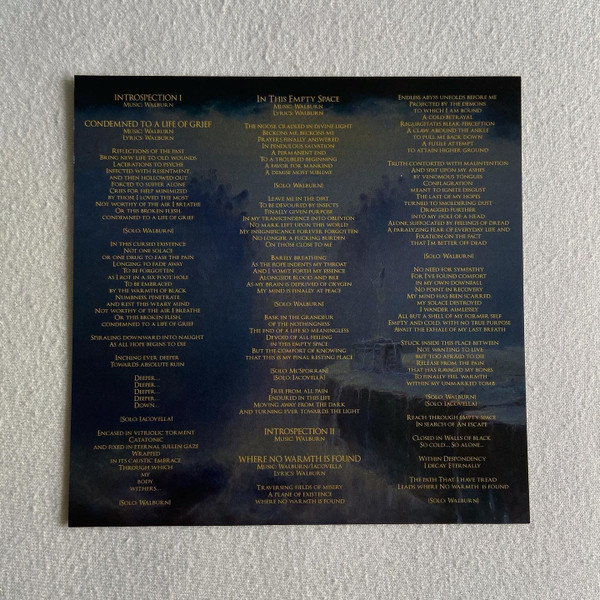 Introspection I
Music: Walburn
Condemned to a Life of Grief
Music: Walburn
Lyrics: Walburn
Reflections of the past
Bring new life to old wounds
Lacerations to psyche
Infected with resentment
and then hollowed out
Forced to suffer alone
Cries for help minimized
by those I loved the most
Not worthy of the air I breathe
Or this broken flesh,
condemned to a life of grief
(Solo: Walburn)
In this cursed existence
Not one solace
or one drug to ease the pain
Longing to fade away
To be forgotten
as I rot in a six foot hole
To be embraced
by the warmth of black
Numbness, penetrate,
and rest this weary mind
Not worthy of the air I breathe
Or this broken flesh,
condemned to a life of grief
Spiraling downward into naught
As all hope begins to die
Inching ever deeper
Towards absolute ruin
Deeper...
Deeper...
Deeper...
Deeper...
Down...
(Solo: Iacovella)
Encased in vitriolic torment
Catatonic
and fixed in eternal sullen gaze
Wrapped
in its caustic embrace
Through which
my
body
withers...
(Solo: Walburn)
In This Empty Space
Music: Walburn
Lyrics: Walburn
The noose cradled in divine light
Beckons me, beckons me
Prayers finally answered
In pendulous salvation
A permanent end
To a troubled beginning
A favor for mankind
A demise most sublime
(Solo: Walburn)
Leave me in the dirt
To be devoured by insects
Finally given purpose
In my transcendence into oblivion
No mark left upon this world
My insignificance forever forgotten
No longer a fucking burden
On those close to me
Barely breathing
As the rope indents my throat
And I vomit forth my essence
Alongside blood and bile
As my brain is deprived of oxygen
My mind is finally at peace
(Solo: Walburn)
Bask in the grandeur
of the nothingness
The end of a life so meaningless
Devoid of all feeling
in this empty space
But the comfort of knowing
that this is my final resting place
(Solo: McSporran)
(Solo: Iacovella)
Free from all pain
Endured in this life
Moving away from the dark
And turning ever towards the light
Introspection II
Music: Walburn
Where No Warmth is Found
Music: Walburn/Iacovella
Lyrics: Walburn
Traversing fields of misery
A plane of existence
where no warmth is found
Endless abyss unfolds before me
Projected by the demons
to which I am bound
A cold betrayal
Regurgitates bleak perception
A claw around the ankle
to pull me back down
A futile attempt
to attain higher ground
Truth contorted with malintention
And spit upon my ashes
by venomous tongues
Conflagration
meant to ignite disgust
The last of my hopes
turned to smoldering dust
Dragged further
into my hole of a head
Alone, suffocated by feelings of dread
A paralyzing fear of everyday life and
Fixation on the fact
that I'm better off dead
(Solo: Walburn)
No need for sympathy
For I've found comfort
in my own downfall
No point in recovery
My mind has been scarred,
my solace destroyed
I wander, aimlessly
All but a shell of my former self
Empty and cold, with no true purpose
Await the exhale of my last breath
Stuck inside this place between
Not wanting to live
but too afraid to die
Release from the pain
that has ravaged my bones
To finally feel warmth
within my unmarked tomb
(Solo: Walburn)
(Solo: Iacovella)
Reach through empty space
In search of an escape
Closed in walls of black
So cold... So alone...
Within Despondency
I decay Eternally
The path that I have tread
Leads where no warmth is found
(Solo: Walburn)